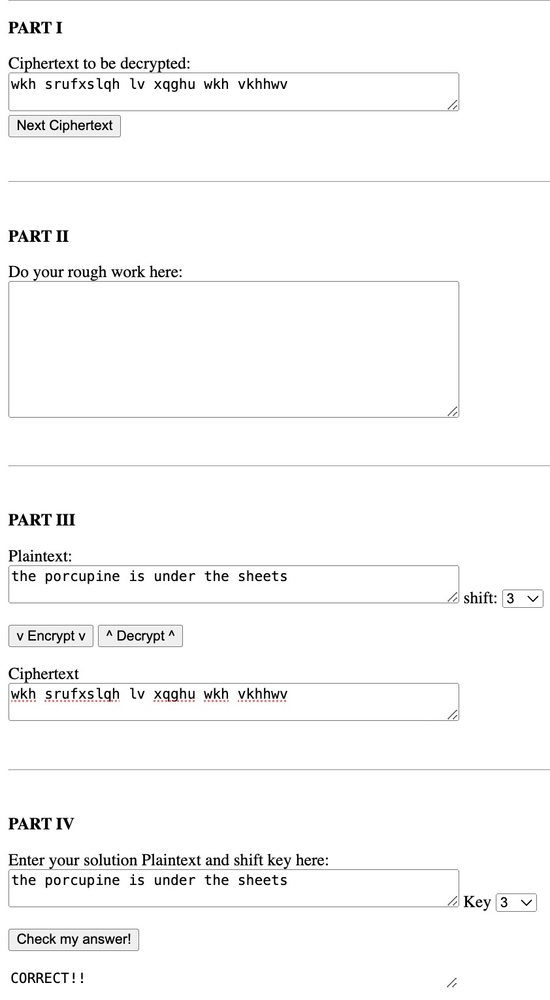 PART I
Ciphertext to be decrypted:
wkh srufxslqh lv xqghu wkh vkhhwv
Next Ciphertext
PART II
Do your rough work here:
PART III
Plaintext:
the porcupine is under the sheets
shift: 3
v Encrypt v ^ Decrypt ^
Ciphertext
wkh srufxslqh lv xqghu wkh vkhhwv
PART IV
Enter your solution Plaintext and shift key here:
the porcupine is under the sheets
Key 3
Check my answer!
CORRECT!!